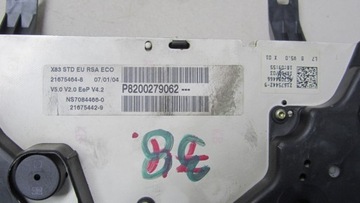 X83 STD EU RSA ECO
21675464-8 07/01/04
V5.0 V2.0 EeP V4.2
P8200279062---
NS7084466-0
21675442-9
38